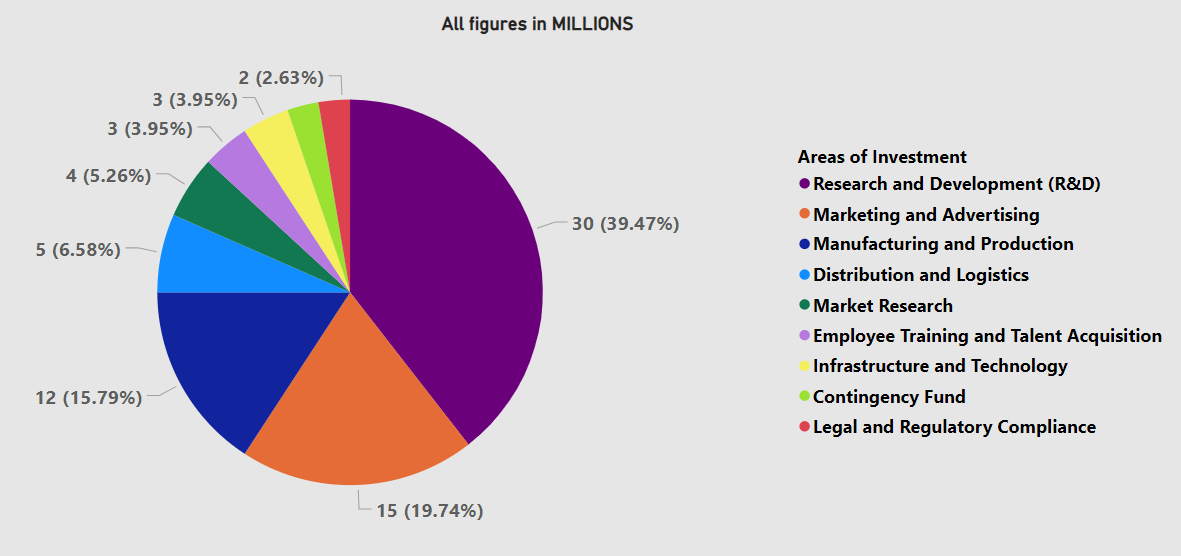 All figures in MILLIONS
2 (2.63%)
3 (3.95%)
3 (3.95%)
4 (5.26%)
5 (6.58%)
12 (15.79%)
15 (19.74%)
30 (39.47%)
Areas of Investment
Research and Development (R&D)
Marketing and Advertising
Manufacturing and Production
Distribution and Logistics
Market Research
Employee Training and Talent Acquisition
Infrastructure and Technology
Contingency Fund
Legal and Regulatory Compliance